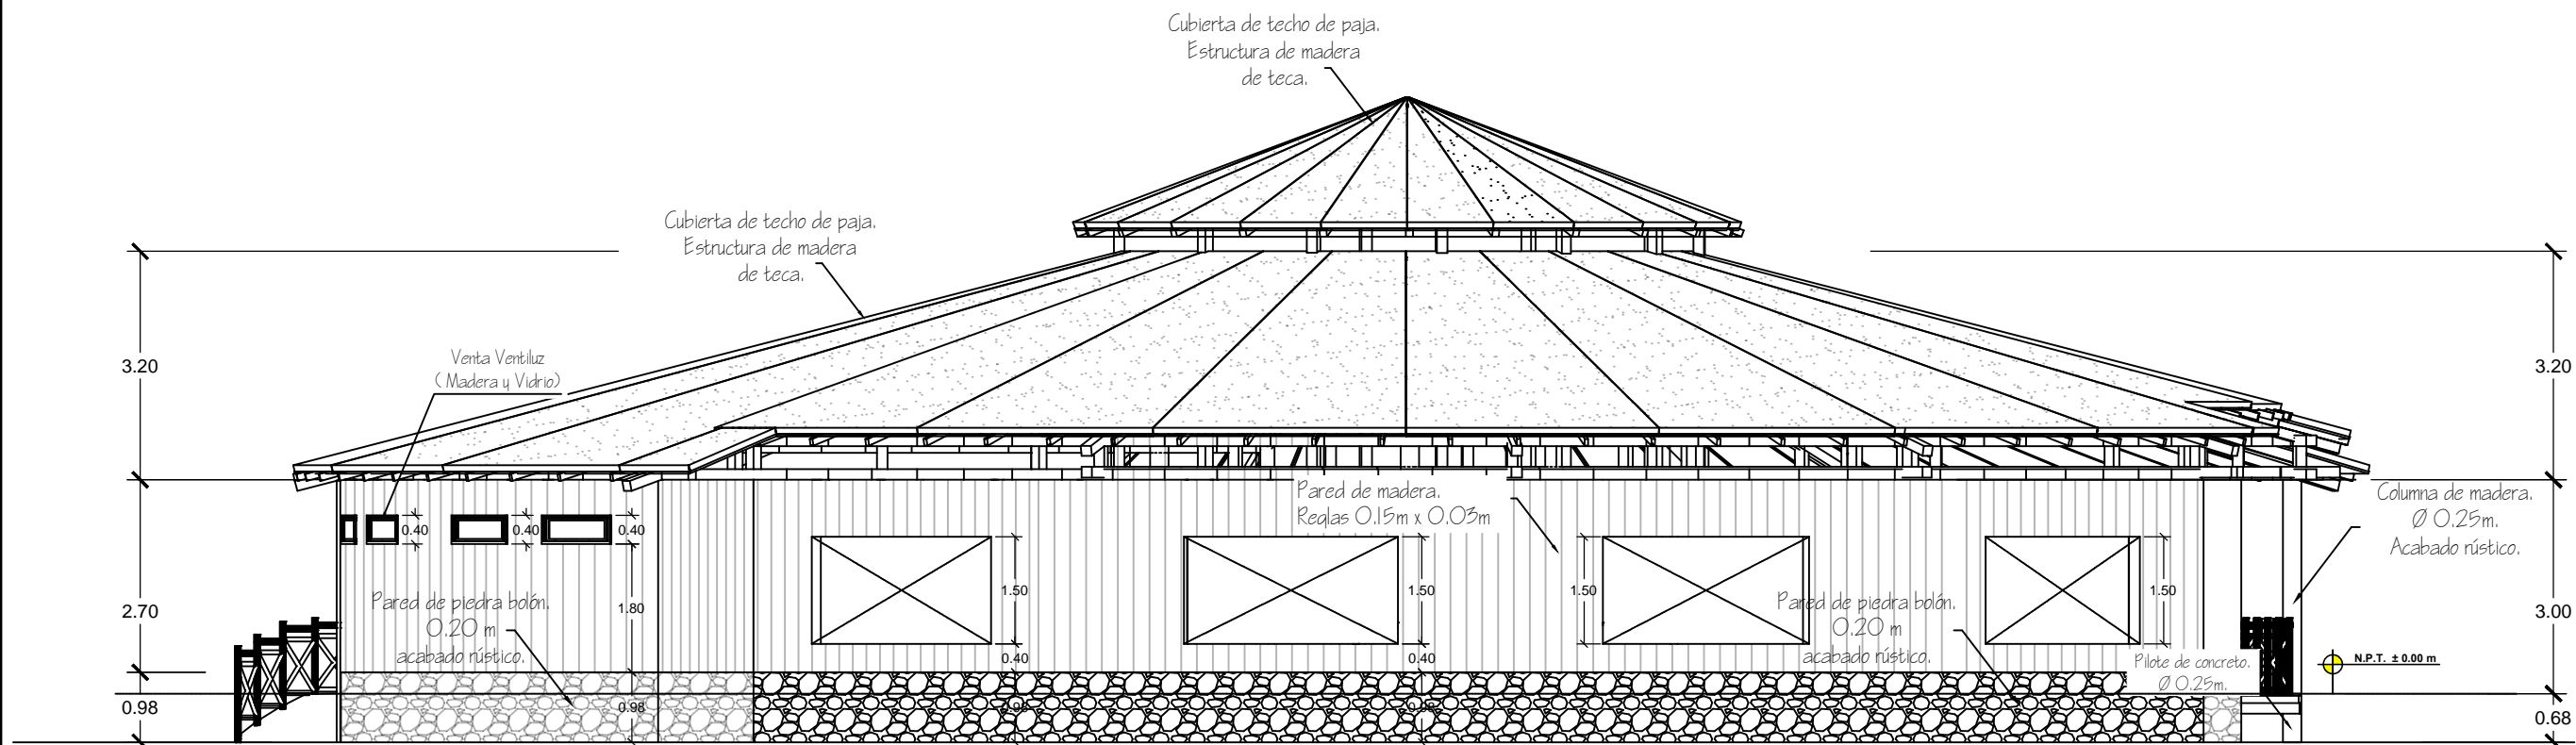 Cubierta de techo de paja.
Estructura de madera
de teca.
Cubierta de techo de paja.
Estructura de madera
de teca.
3.20
3.20
Venta Ventiluz
( Madera y Vidrio)
Pared de madera.
Reglas 0.15m x 0.03m
Columna de madera.
Ø 0.25m.
Acabado rústico.
0.40
0.40
0.40
2.70
Pared de piedra bolón.
0.20 m
acabado rústico.
1.80
1.50
1.50
1.50
1.50
Pared de piedra bolón.
0.20 m
acabado rústico.
3.00
0.40
0.40
Pilote de concreto.
Ø 0.25m.
N.P.T. ± 0.00 m
0.98
0.98
0.98
0.98
0.68